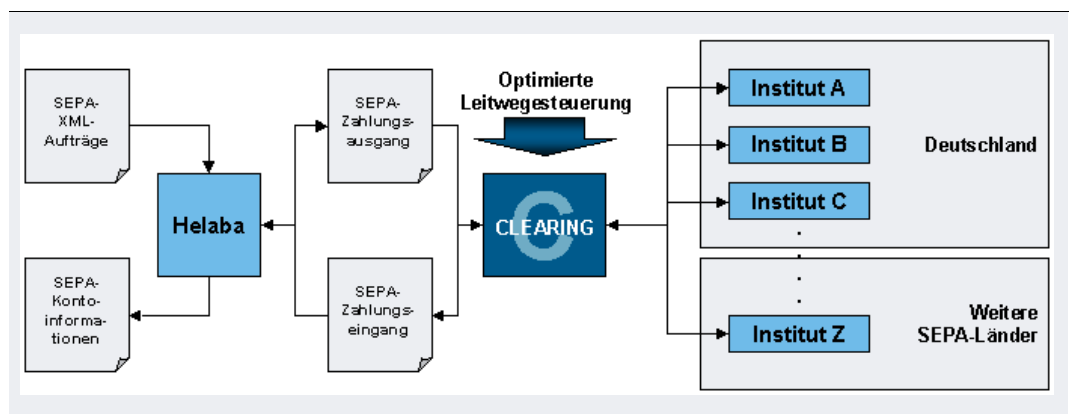 SEPA-
XML-
Aufträge
Helaba
SEPA-
Konto-
informa-
tionen
SEPA-
Zahlungs-
ausgang
SEPA-
Zahlungs-
eingang
Optimierte
Leitwegesteuerung
C
CLEARING
Institut A
Institut B
Institut C
Deutschland
Institut Z
Weitere
SEPA-Länder